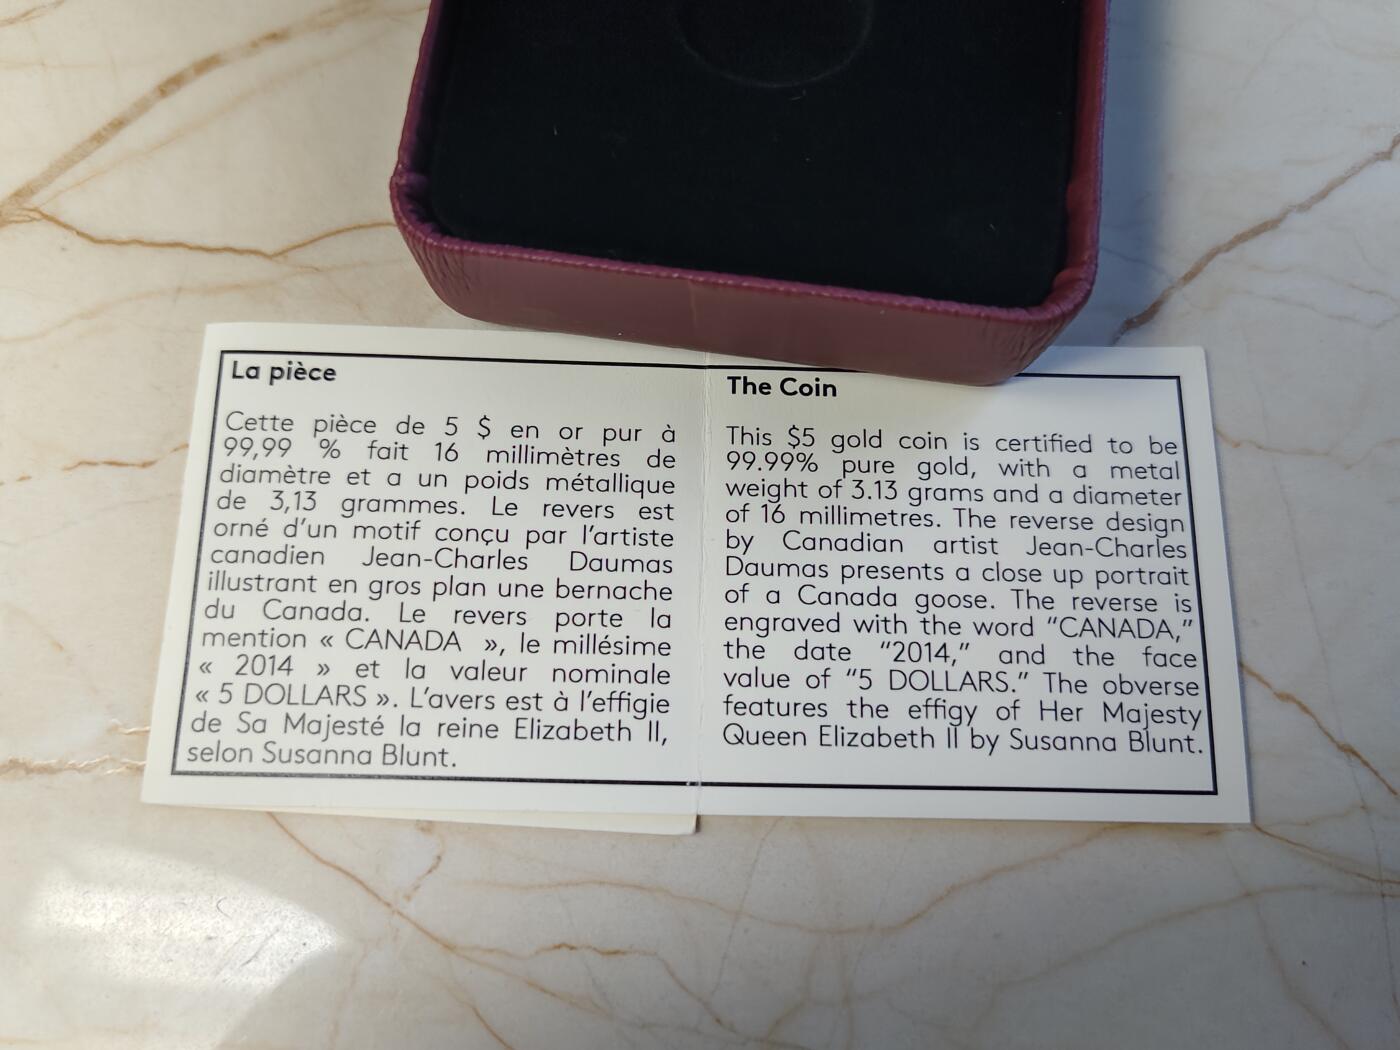 La pièce
Cette pièce de 5 $ en or pur à
99,99 % fait 16 millimètres de
diamètre et a un poids métallique
de 3,13 grammes. Le revers est
orné d'un motif conçu par l'artiste
canadien Jean-Charles Daumas
illustrant en gros plan une bernache
du Canada. Le revers porte la
mention « CANADA », le millésime
« 2014 » et la valeur nominale
« 5 DOLLARS ». L'avers est à l'effigie
de Sa Majesté la reine Elizabeth II,
selon Susanna Blunt.
The Coin
This $5 gold coin is certified to be
99.99% pure gold, with a metal
weight of 3.13 grams and a diameter
of 16 millimetres. The reverse design
by Canadian artist Jean-Charles
Daumas presents a close up portrait
of a Canada goose. The reverse is
engraved with the word “CANADA,”
the date “2014,” and the face
value of “5 DOLLARS.” The obverse
features the effigy of Her Majesty
Queen Elizabeth II by Susanna Blunt.